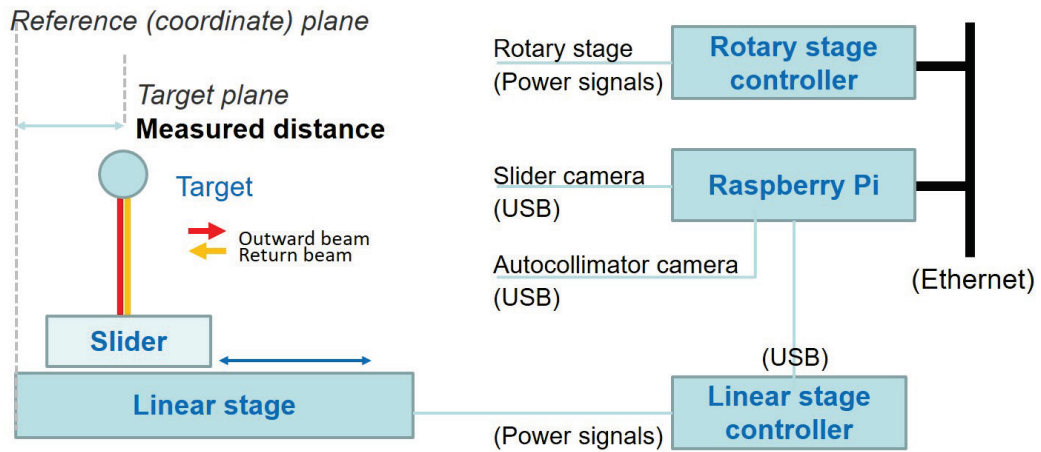 Reference (coordinate) plane
Target plane
Measured distance
Target
Outward beam
Return beam
Slider
Linear stage
Rotary stage
(Power signals)
Rotary stage
controller
Slider camera
(USB)
Raspberry Pi
Autocollimator camera
(USB)
(Ethernet)
(USB)
(Power signals)
Linear stage
controller